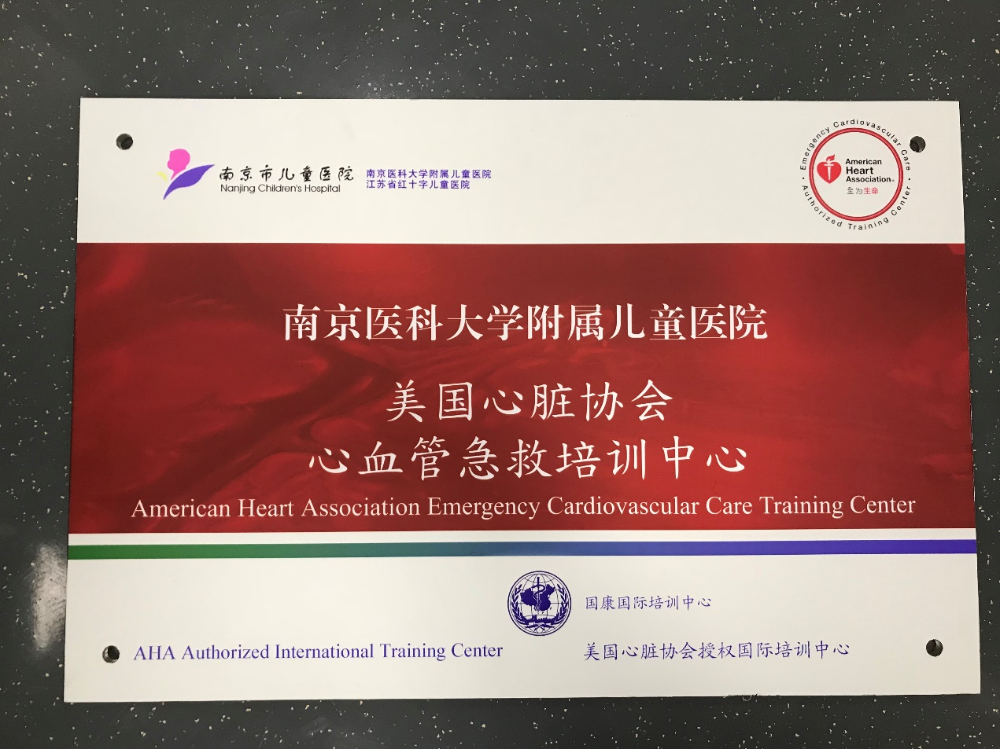 南京市儿童医院
Nanjing Children's Hospital
南京医科大学附属儿童医院
江苏省红十字儿童医院
Emergency Cardiovascular Care
American
Heart
Association®
全为生命
Authorized Training Center
南京医科大学附属儿童医院
美国心脏协会
心血管急救培训中心
American Heart Association Emergency Cardiovascular Care Training Center
国康国际培训中心
AHA Authorized International Training Center
美国心脏协会授权国际培训中心